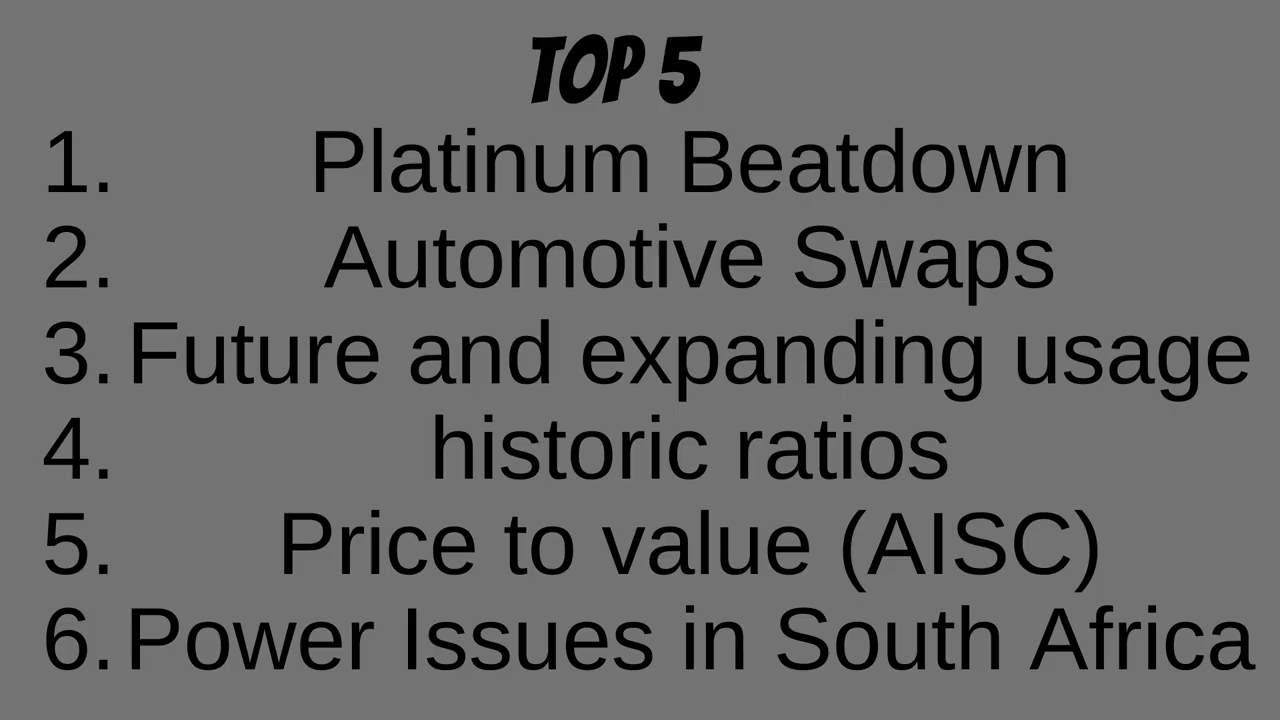 TOP 5
1. Platinum Beatdown
2. Automotive Swaps
3. Future and expanding usage
4. historic ratios
5. Price to value (AISC)
6. Power Issues in South Africa